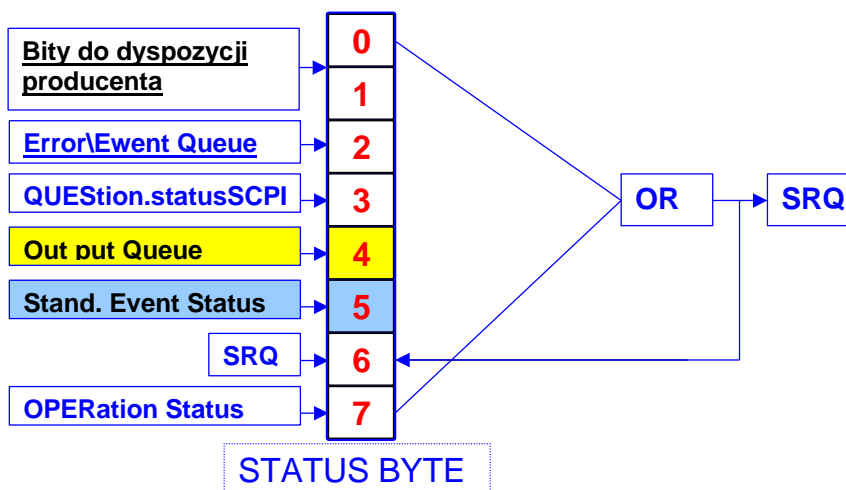 Bity do dyspozycji
producenta
0
1
Error\Ewent Queue
2
QUEStion.statusSCPI
3
OR
SRQ
Out put Queue
4
Stand. Event Status
5
SRQ
6
OPERation Status
7
STATUS BYTE